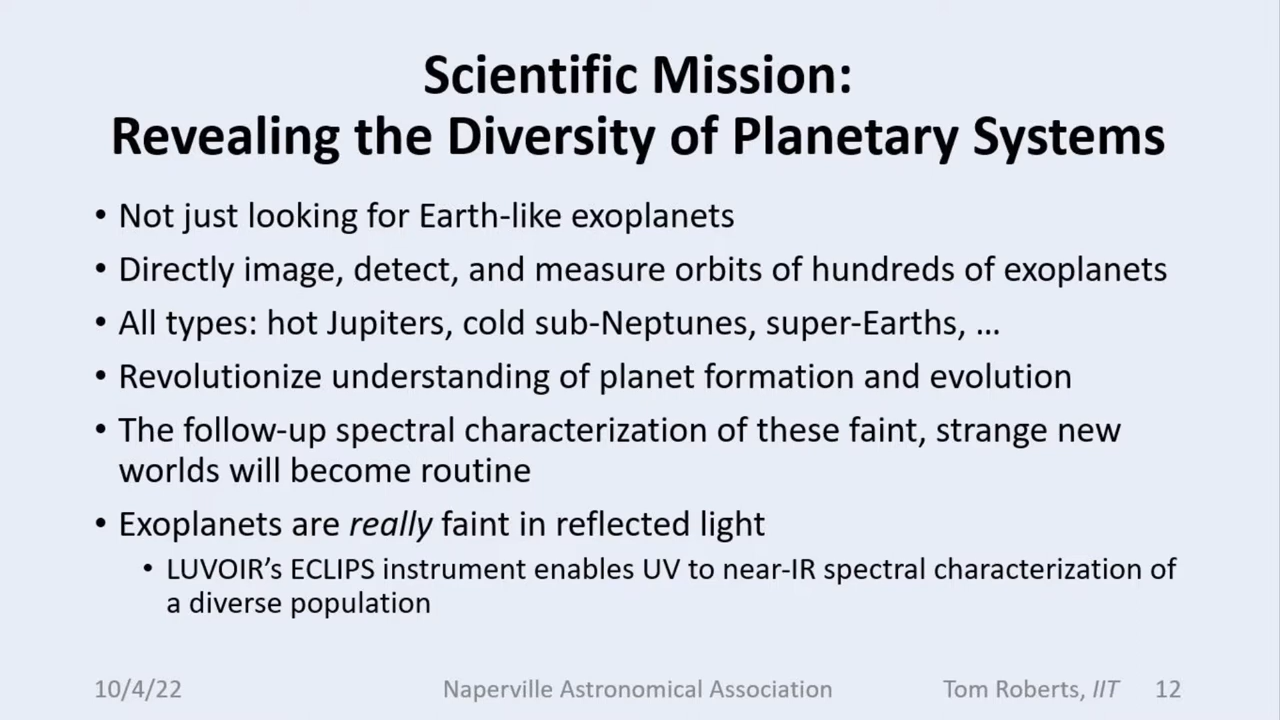 Scientific Mission:
Revealing the Diversity of Planetary Systems
• Not just looking for Earth-like exoplanets
• Directly image, detect, and measure orbits of hundreds of exoplanets
• All types: hot Jupiters, cold sub-Neptunes, super-Earths, …
• Revolutionize understanding of planet formation and evolution
• The follow-up spectral characterization of these faint, strange new
worlds will become routine
• Exoplanets are really faint in reflected light
• LUVOIR’s ECLIPS instrument enables UV to near-IR spectral characterization of
a diverse population
10/4/22 Naperville Astronomical Association Tom Roberts, IIT 12